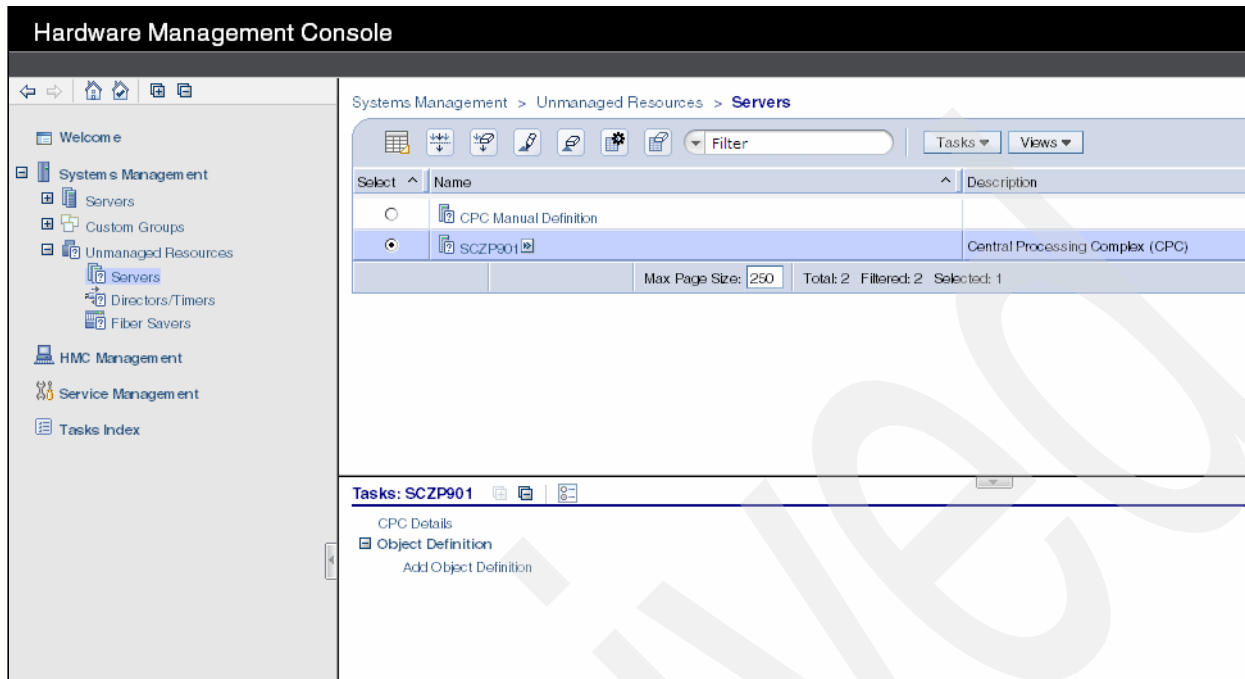 Hardware Management Console
Welcome
Systems Management
Servers
Custom Groups
Unmanaged Resources
Servers
Directors/Timers
Fiber Savers
HMC Management
Service Management
Tasks Index
Systems Management > Unmanaged Resources > Servers
Filter
Tasks Views
Select ^ Name ^ Description
CPC Manual Definition
SCZP901 Central Processing Complex (CPC)
Max Page Size: 250 Total: 2 Filtered: 2 Selected: 1
Tasks: SCZP901
CPC Details
Object Definition
Add Object Definition